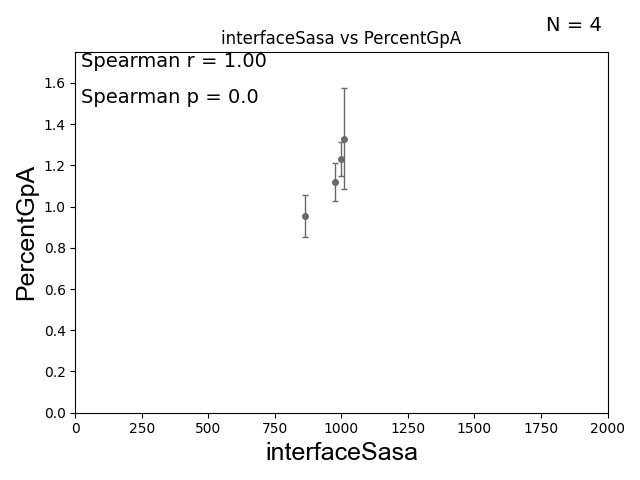 N = 4
interfaceSasa vs PercentGpA
Spearman r = 1.00
Spearman p = 0.0
PercentGpA
1.6
1.4
1.2
1.0
0.8
0.6
0.4
0.2
0.0
0 250 500 750 1000 1250 1500 1750 2000
interfaceSasa